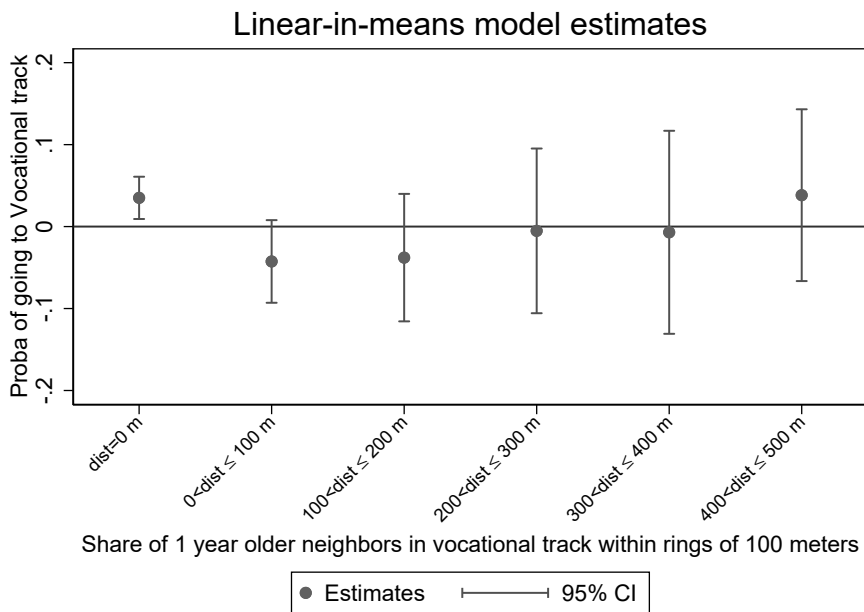 Linear-in-means model estimates
Proba of going to Vocational track
.2
.1
0
-.1
-.2
dist=0 m
0<dist ≤ 100 m
100<dist ≤ 200 m
200<dist ≤ 300 m
300<dist ≤ 400 m
400<dist ≤ 500 m
Share of 1 year older neighbors in vocational track within rings of 100 meters
Estimates 95% CI